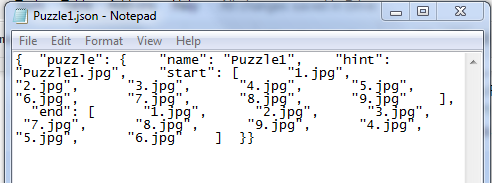 Puzzle1.json - Notepad
File Edit Format View Help
{  "puzzle": {    "name": "Puzzle1",    "hint":
"Puzzle1.jpg",    "start": [      "1.jpg",
"2.jpg",      "3.jpg",      "4.jpg",      "5.jpg",
"6.jpg",      "7.jpg",      "8.jpg",      "9.jpg"    ],
  "end": [      "1.jpg",      "2.jpg",      "3.jpg",
 "7.jpg",      "8.jpg",      "9.jpg",      "4.jpg",
"5.jpg",      "6.jpg"    ]  }}